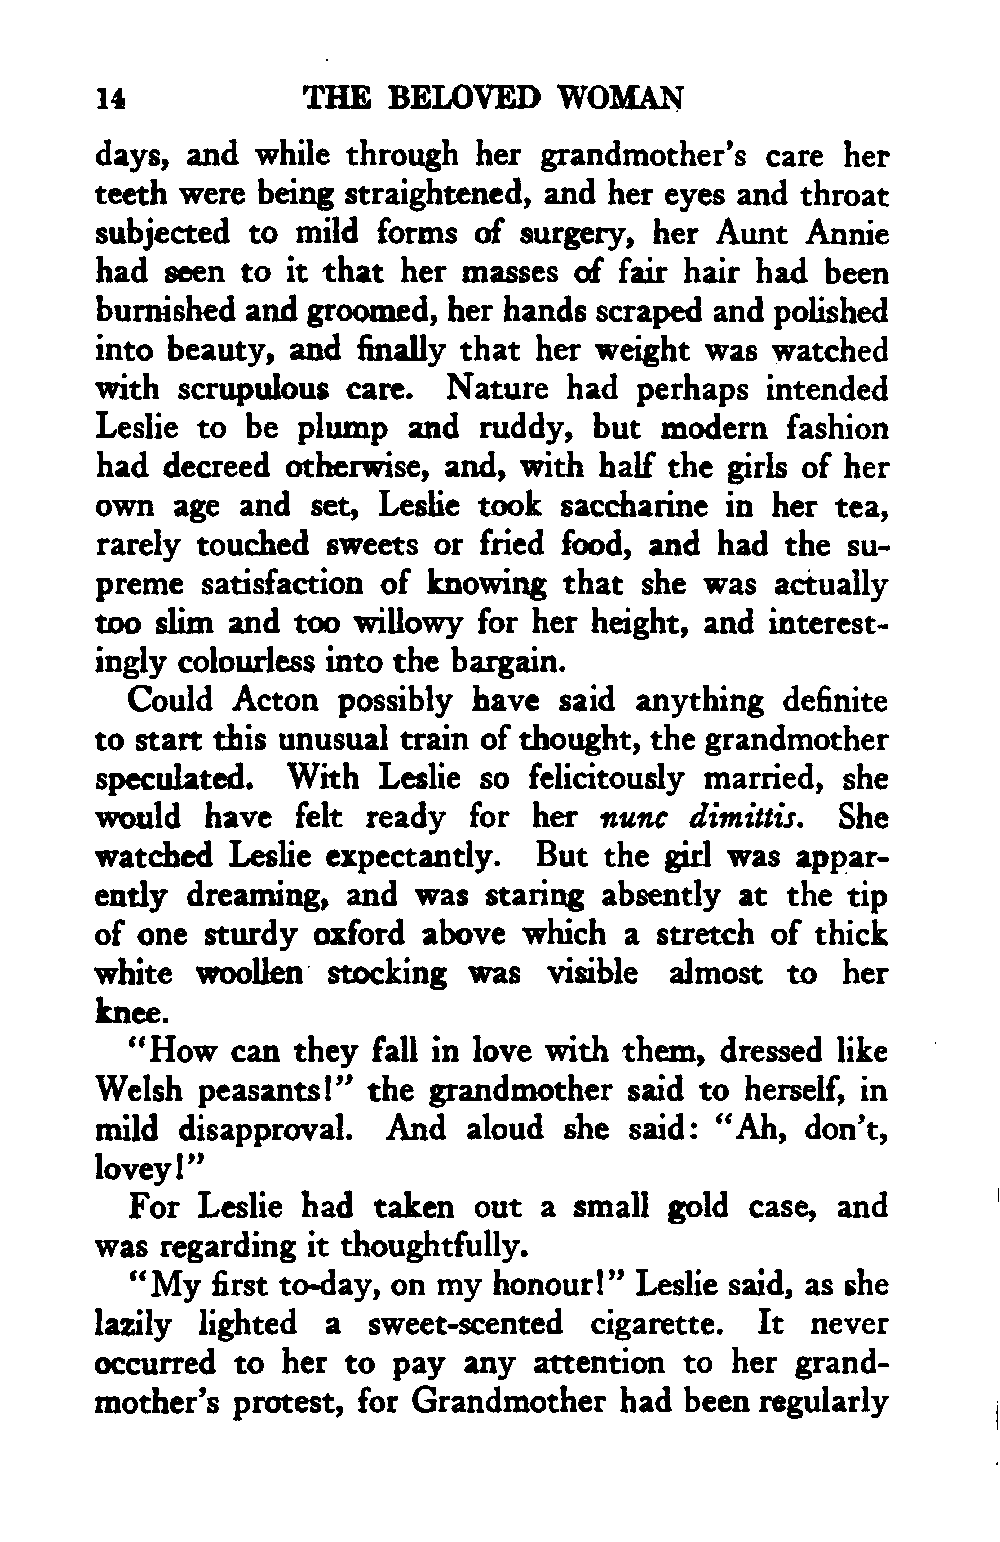 14 THE BELOVED WOMAN
days, and while through her grandmother's care her
teeth were being straightened, and her eyes and throat
subjected to mild forms of surgery, her Aunt Annie
had seen to it that her masses of fair hair had been
burnished and groomed, her hands scraped and polished
into beauty, and finally that her weight was watched
with scrupulous care. Nature had perhaps intended
Leslie to be plump and ruddy, but modern fashion
had decreed otherwise, and, with half the girls of her
own age and set, Leslie took saccharine in her tea,
rarely touched sweets or fried food, and had the su-
preme satisfaction of knowing that she was actually
too slim and too willowy for her height, and interest-
ingly colourless into the bargain.
Could Acton possibly have said anything definite
to start this unusual train of thought, the grandmother
speculated. With Leslie so felicitously married, she
would have felt ready for her nunc dimittis. She
watched Leslie expectantly. But the girl was appar-
ently dreaming, and was staring absently at the tip
of one sturdy oxford above which a stretch of thick
white woollen stocking was visible almost to her
knee.
"How can they fall in love with them, dressed like
Welsh peasants!" the grandmother said to herself, in
mild disapproval. And aloud she said: "Ah, don't,
lovey!"
For Leslie had taken out a small gold case, and
was regarding it thoughtfully.
"My first to-day, on my honour!" Leslie said, as she
lazily lighted a sweet-scented cigarette. It never
occurred to her to pay any attention to her grand-
mother's protest, for Grandmother had been regularly